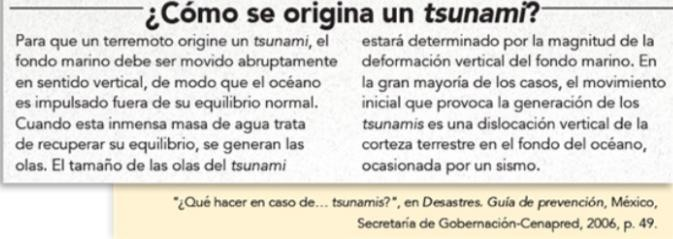 ¿Cómo se origina un tsunami?
Para que un terremoto origine un tsunami, el
fondo marino debe ser movido abruptamente
en sentido vertical, de modo que el océano
es impulsado fuera de su equilibrio normal.
Cuando esta inmensa masa de agua trata
de recuperar su equilibrio, se generan las
olas. El tamaño de las olas del tsunami
estará determinado por la magnitud de la
deformación vertical del fondo marino. En
la gran mayoría de los casos, el movimiento
inicial que provoca la generación de los
tsunamis es una dislocación vertical de la
corteza terrestre en el fondo del océano,
ocasionada por un sismo.
"¿Qué hacer en caso de... tsunamis?", en Desastres. Guía de prevención, México,
Secretaría de Gobernación-Cenapred, 2006, p. 49.